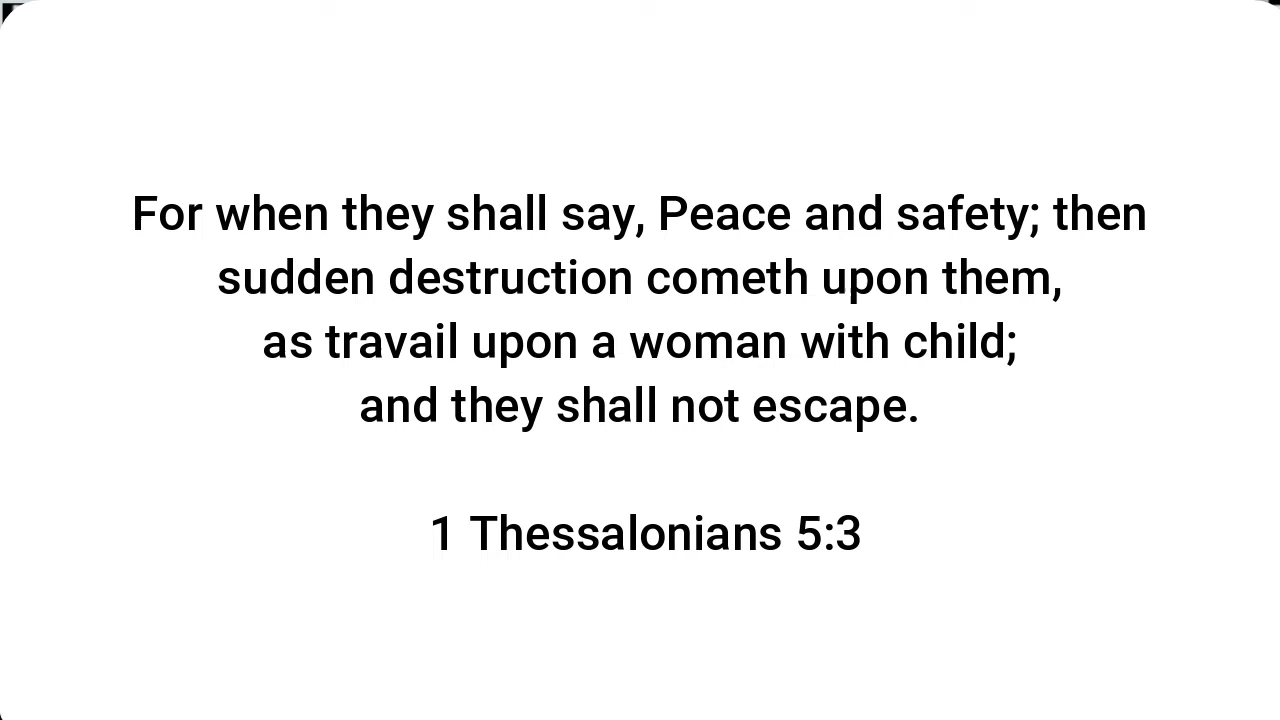 For when they shall say, Peace and safety; then
sudden destruction cometh upon them,
as travail upon a woman with child;
and they shall not escape.
1 Thessalonians 5:3